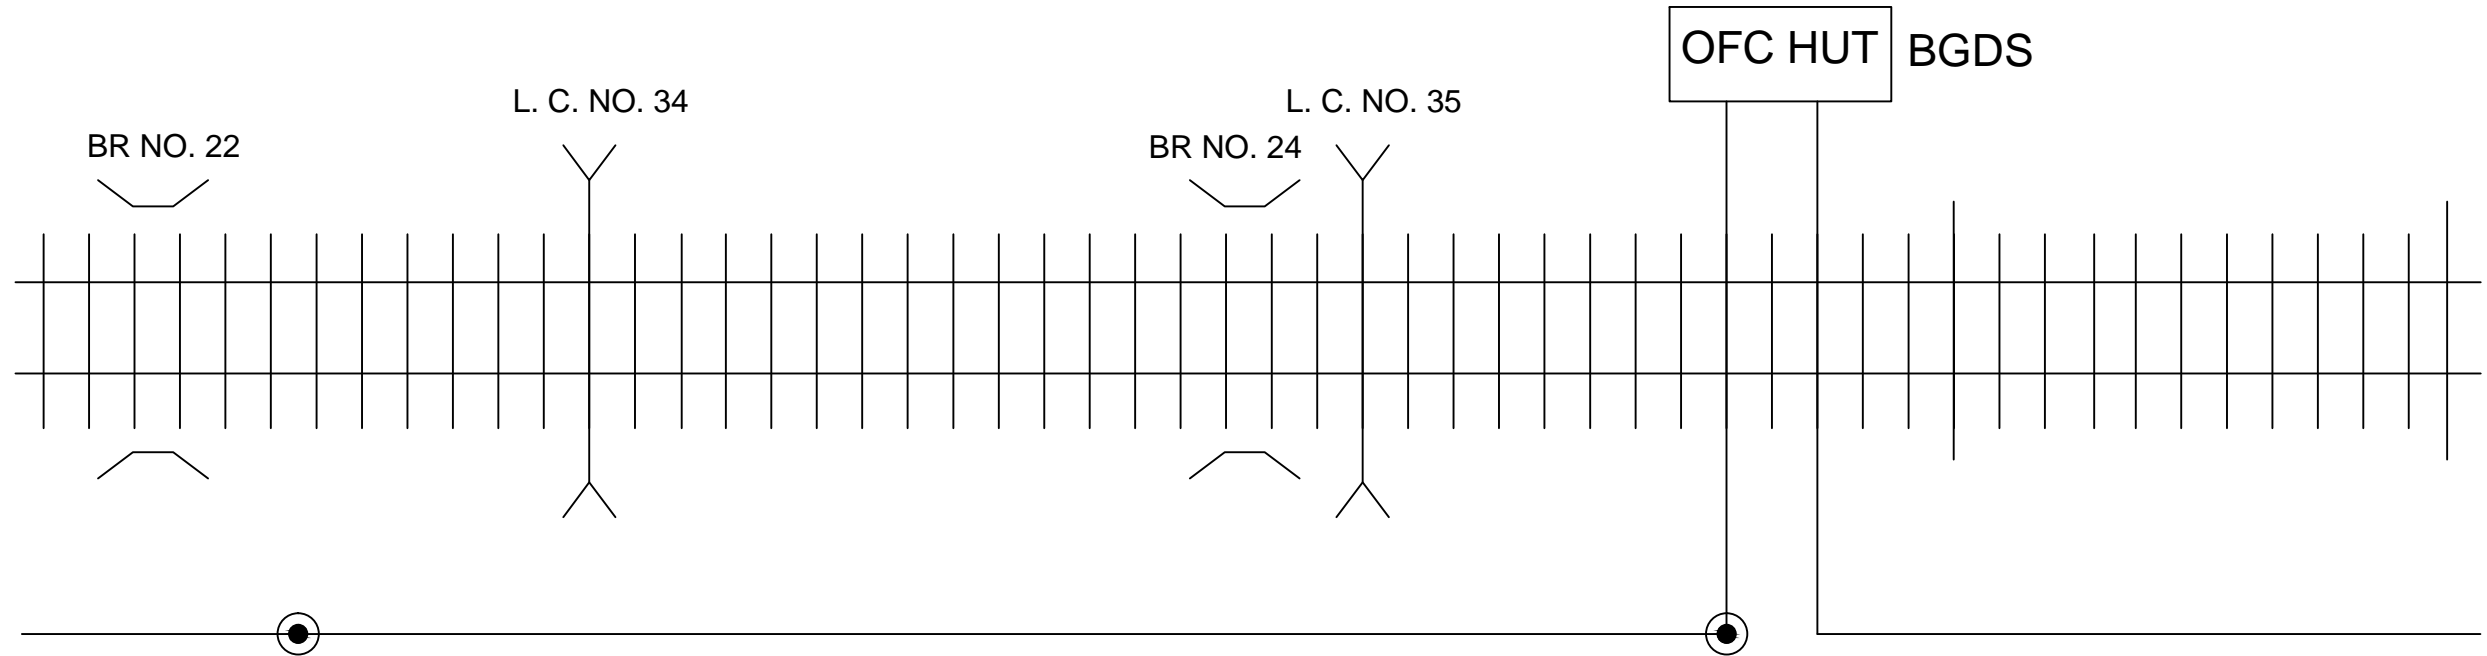 OFC HUT BGDS
L. C. NO. 34
L. C. NO. 35
BR NO. 22
BR NO. 24